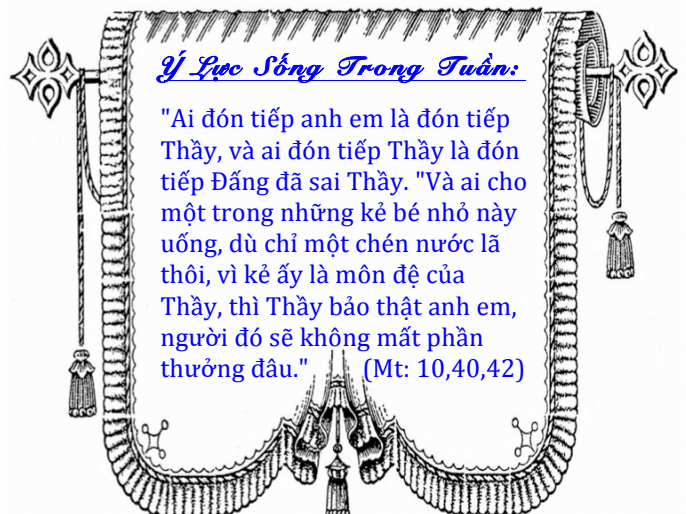 Ý Lực Sống Trong Tuần:
"Ai đón tiếp anh em là đón tiếp
Thầy, và ai đón tiếp Thầy là đón
tiếp Đấng đã sai Thầy. "Và ai cho
một trong những kẻ bé nhỏ này
uống, dù chỉ một chén nước lã
thôi, vì kẻ ấy là môn đệ của
Thầy, thì Thầy bảo thật anh em,
người đó sẽ không mất phần
thưởng đâu." (Mt: 10,40,42)